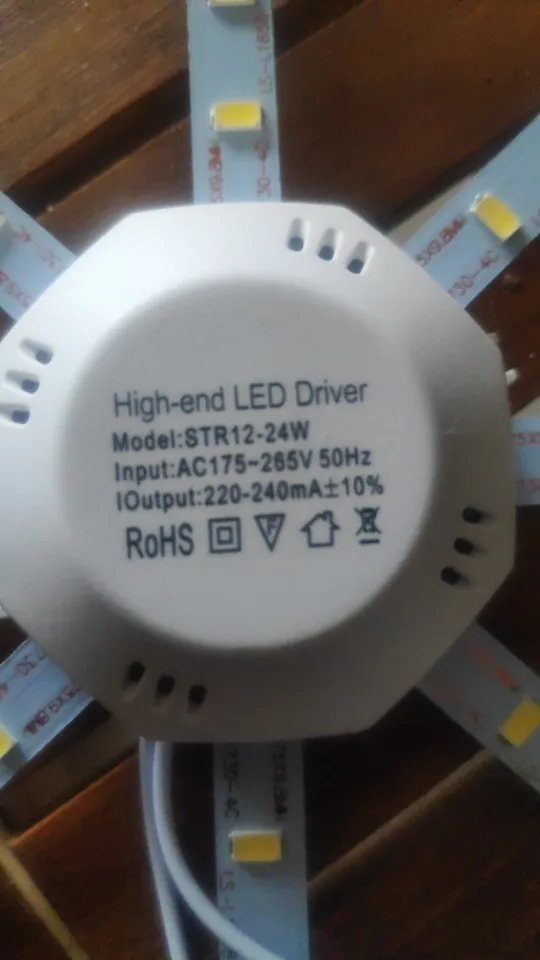 High-end LED Driver
Model:STR12-24W
Input:AC175~265V 50Hz
IOutput:220-240mA±10%
RoHS F